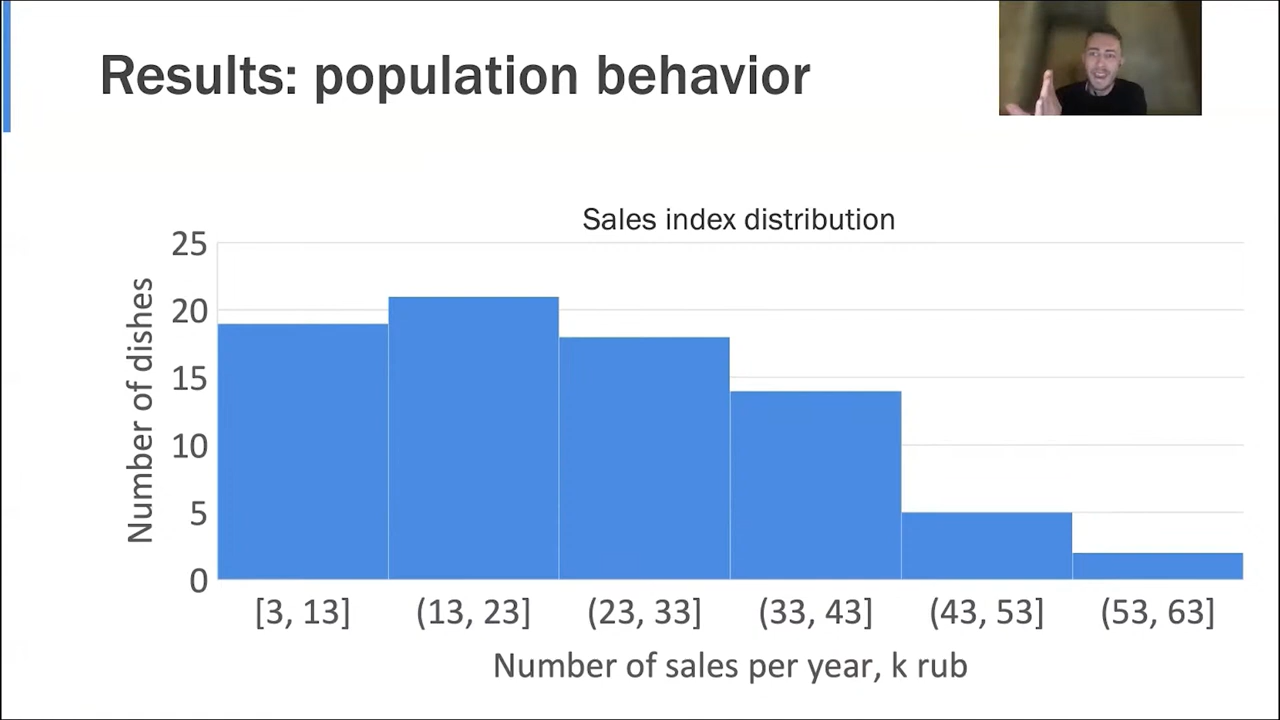 Results: population behavior
Sales index distribution
Number of dishes
25
20
15
10
5
0
[3, 13] (13, 23] (23, 33] (33, 43] (43, 53] (53, 63]
Number of sales per year, k rub